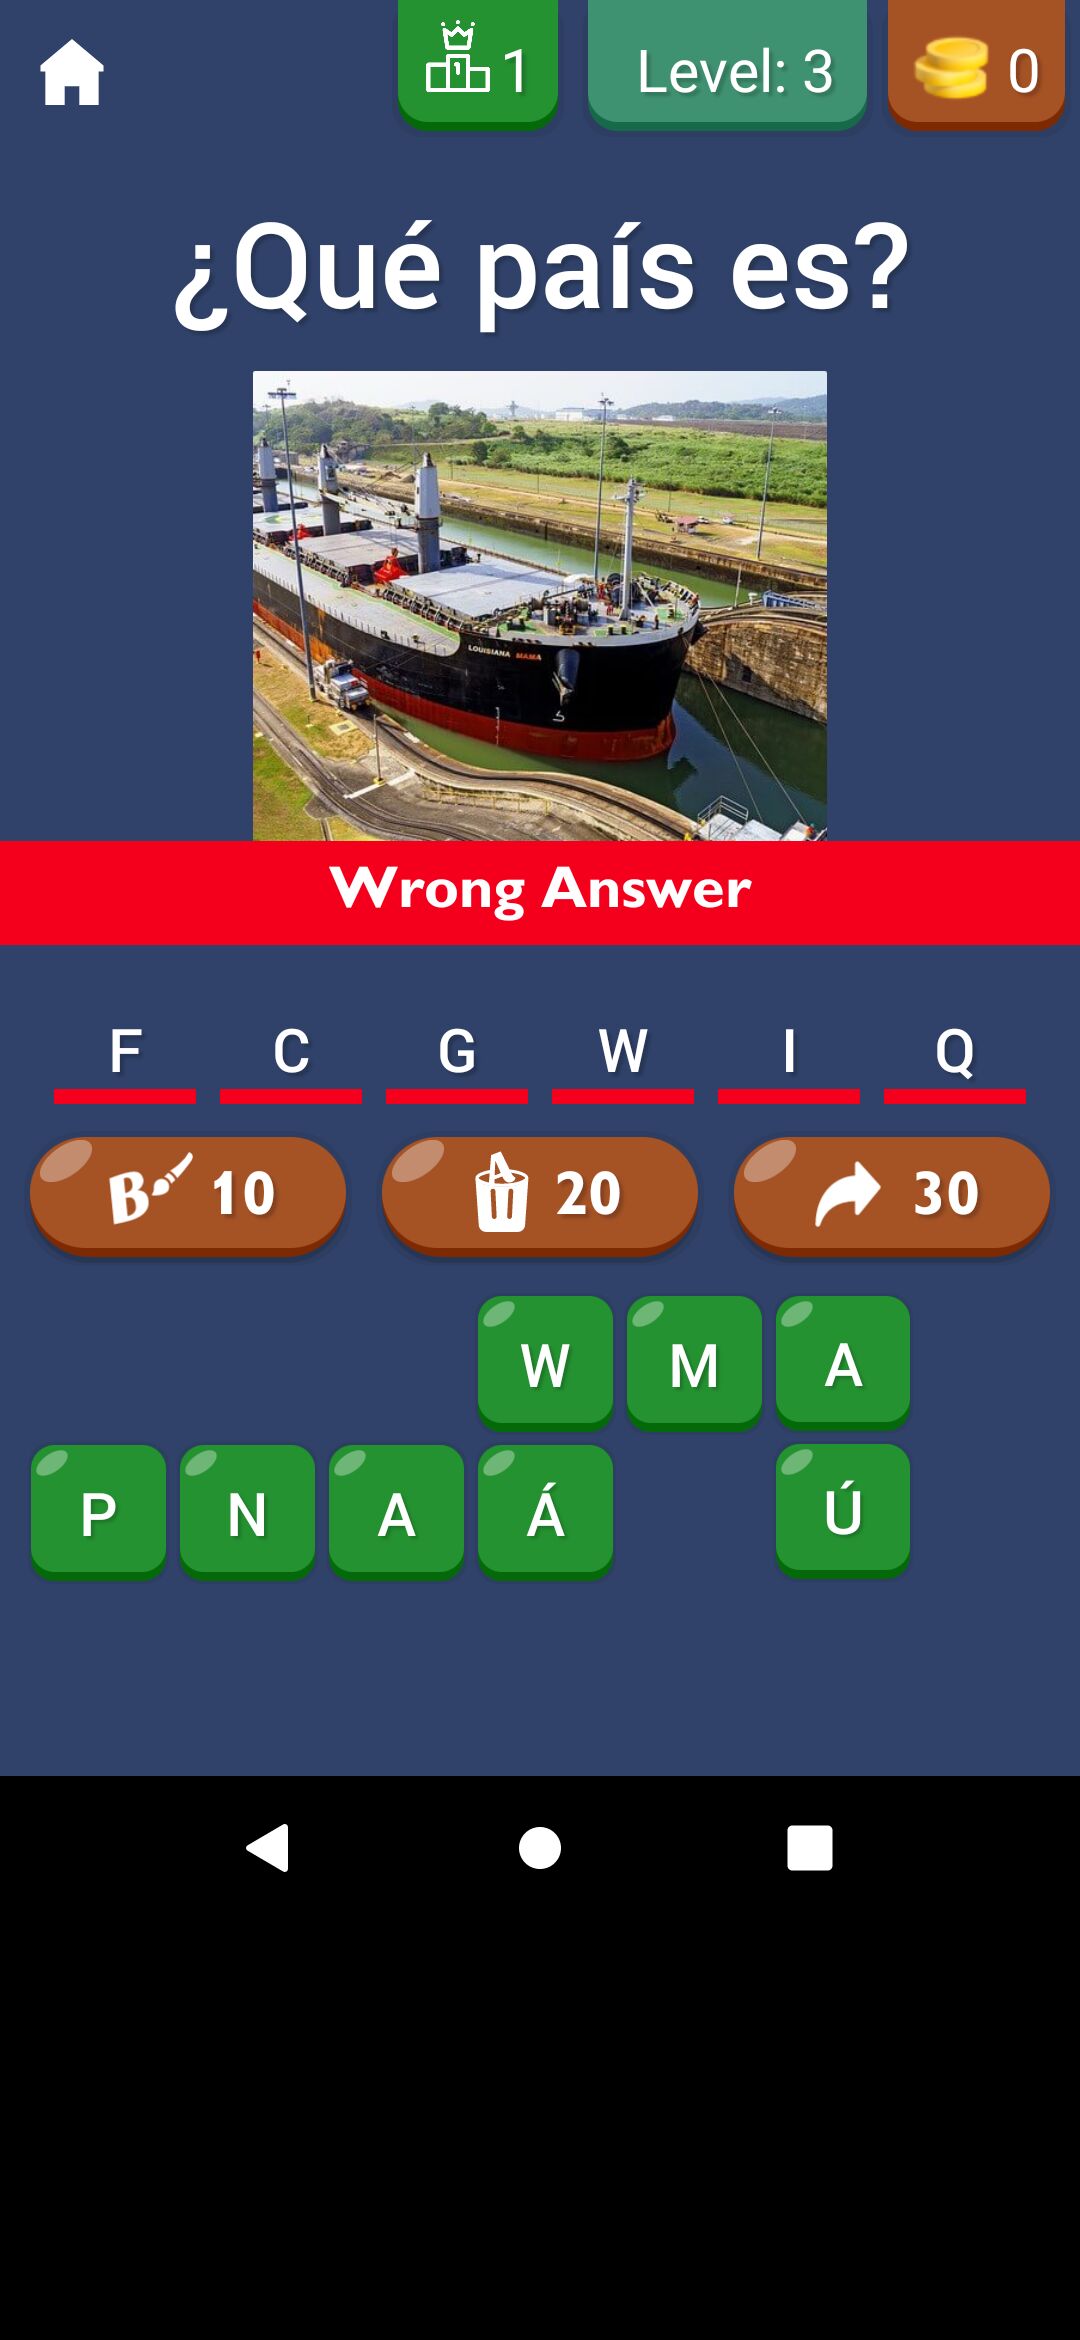 1 Level: 3 0
¿Qué país es?
LOUISIANA MAMA
Wrong Answer
F C G W I Q
B 10 20 30
W M A
P N A Á Ú